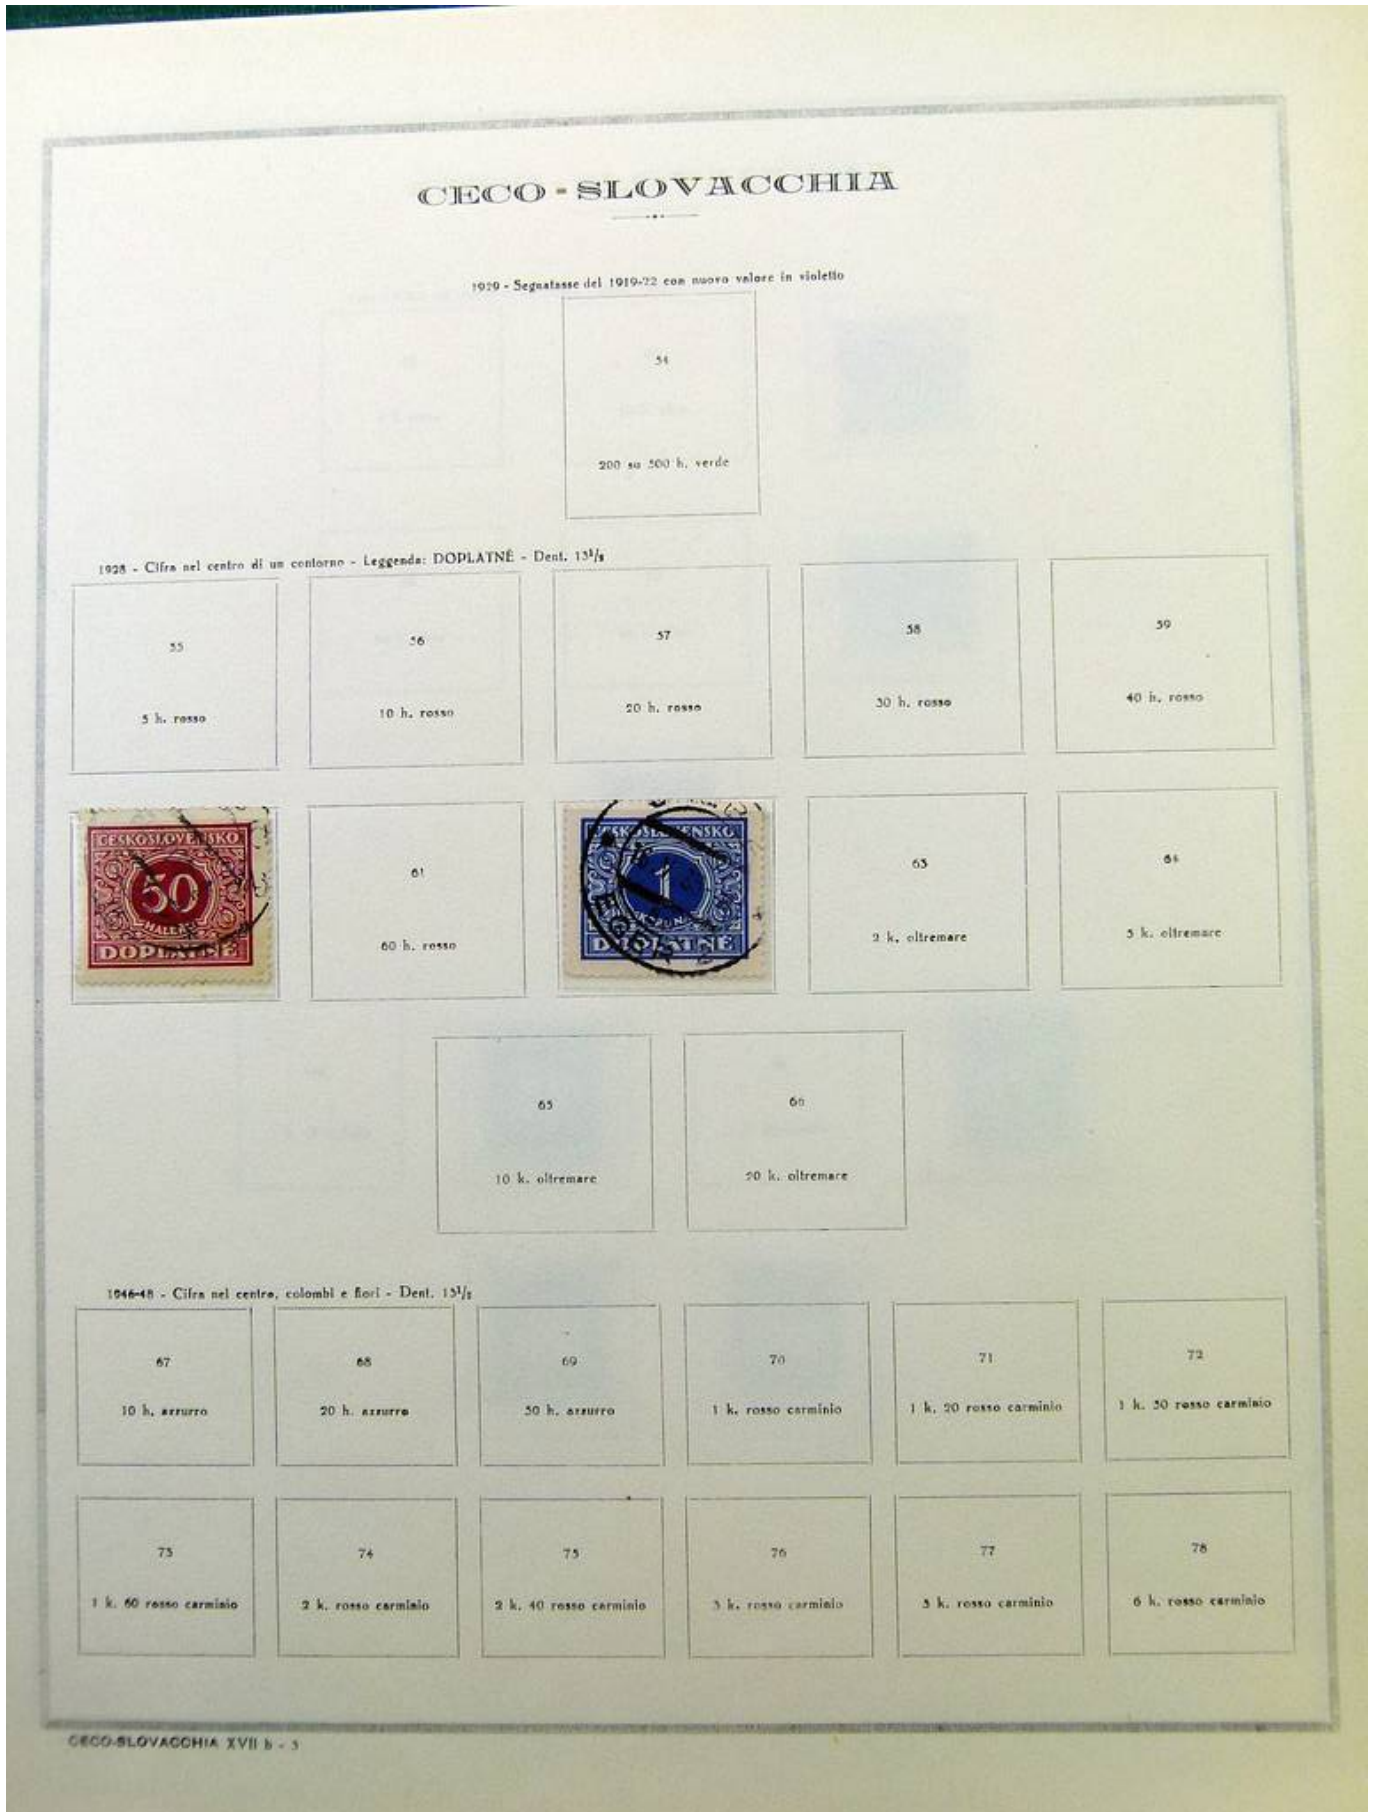 CECO-SLOVACCHIA
1929 - Segnatasse del 1919-22 con nuovo valore in violetto
54
200 su 500 h. verde
1928 - Cifra nel centro di un contorno - Leggenda: DOPLATNÉ - Dent. 13½
55
56
57
58
59
5 h. rosso
10 h. rosso
20 h. rosso
30 h. rosso
40 h. rosso
ČESKOSLOVENSKO
50
HALÉŘŮ
DOPLATNÉ
61
60 h. rosso
ČESKOSLOVENSKO
1
KORUNA
DOPLATNÉ
EGER
63
2 k. oltremare
64
5 k. oltremare
65
66
10 k. oltremare
20 k. oltremare
1946-48 - Cifra nel centro, colombi e fiori - Dent. 13½
67
68
69
70
71
72
10 h. azzurro
20 h. azzurro
50 h. azzurro
1 k. rosso carminio
1 k. 20 rosso carminio
1 k. 50 rosso carminio
73
74
75
76
77
78
1 k. 60 rosso carminio
2 k. rosso carminio
2 k. 40 rosso carminio
3 k. rosso carminio
5 k. rosso carminio
6 k. rosso carminio
CECO-SLOVACCHIA XVII b - 3